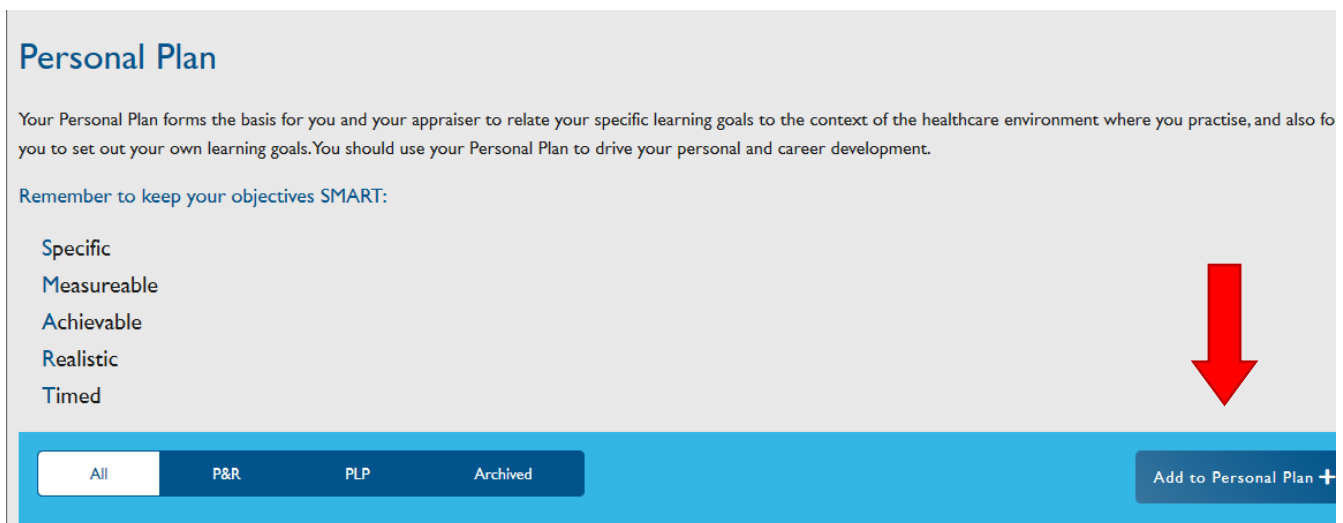 Personal Plan
Your Personal Plan forms the basis for you and your appraiser to relate your specific learning goals to the context of the healthcare environment where you practise, and also fo
you to set out your own learning goals. You should use your Personal Plan to drive your personal and career development.
Remember to keep your objectives SMART:
Specific
Measureable
Achievable
Realistic
Timed
All P&R PLP Archived Add to Personal Plan +